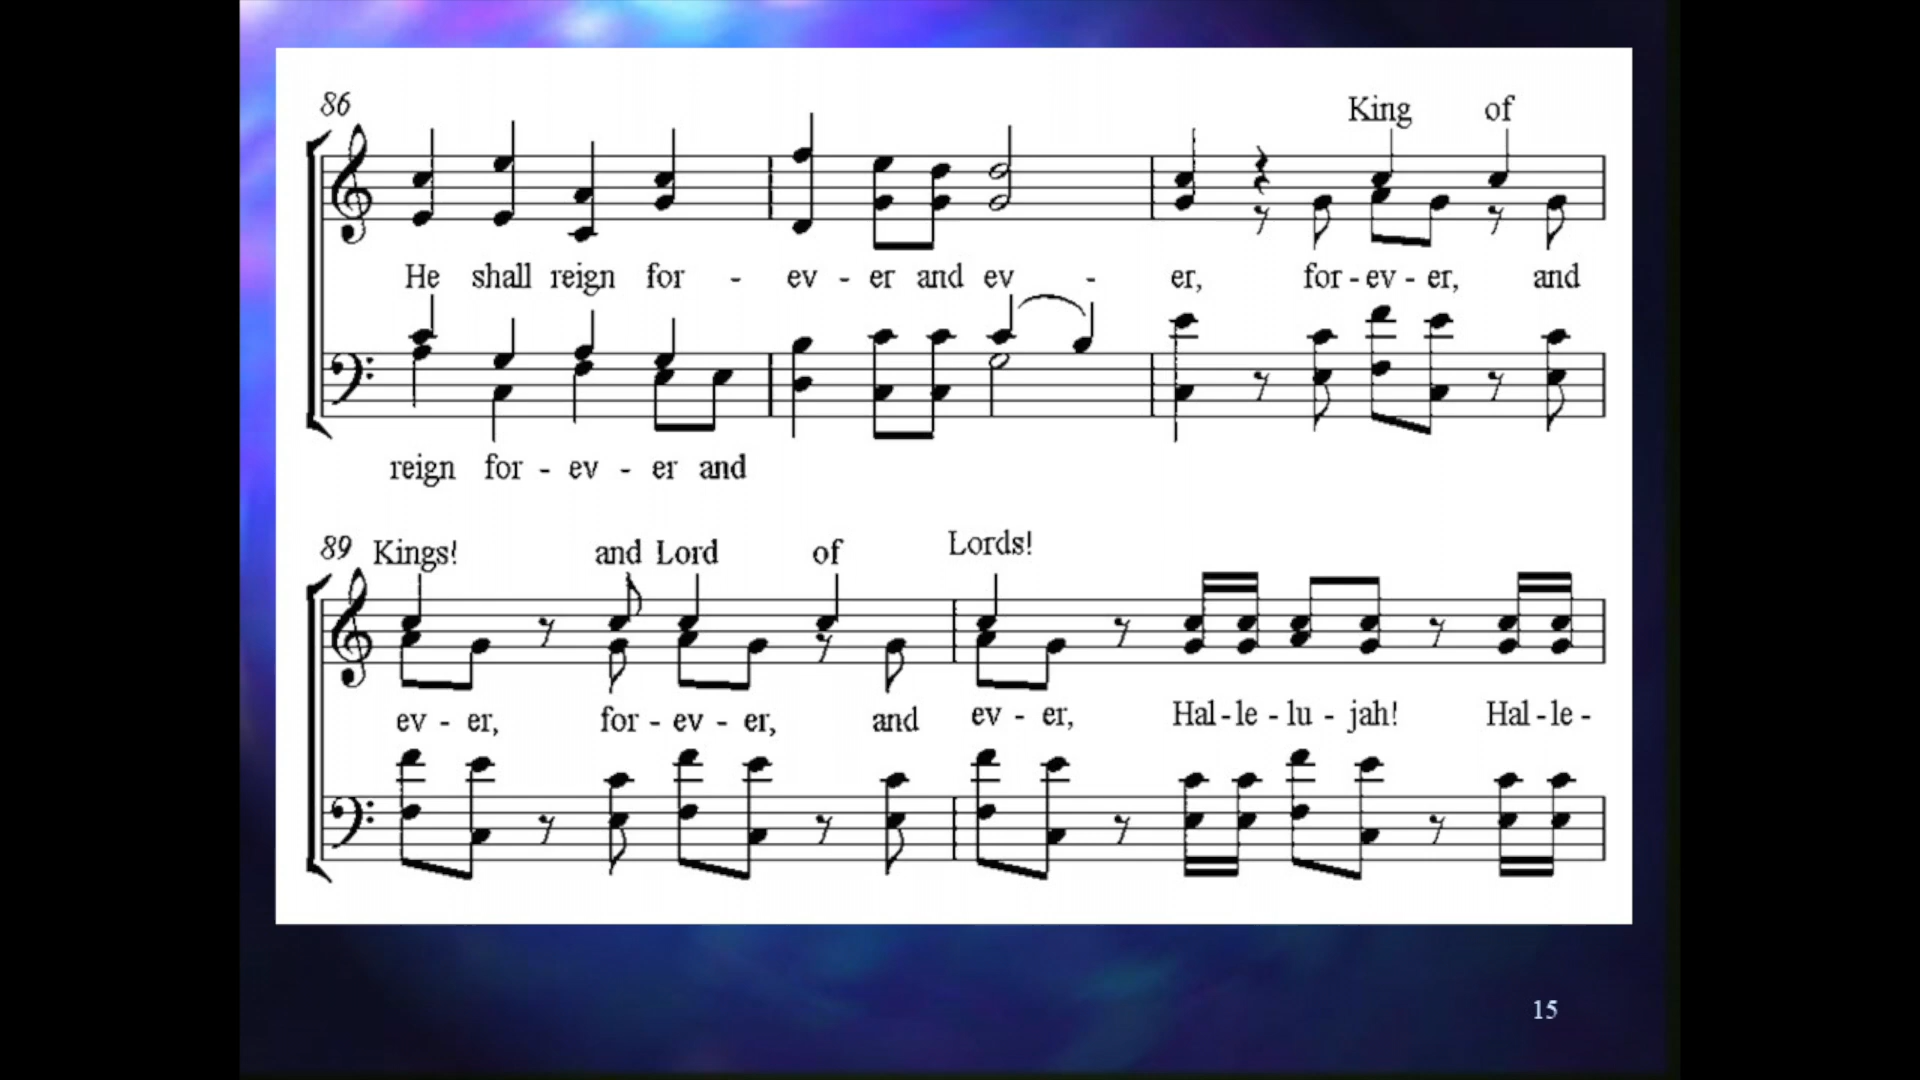 86
King of
He shall reign for - ev - er and ev - er, for - ev - er, and
reign for - ev - er and
89 Kings! and Lord of Lords!
ev - er, for - ev - er, and ev - er, Hal - le - lu - jah! Hal - le -
15